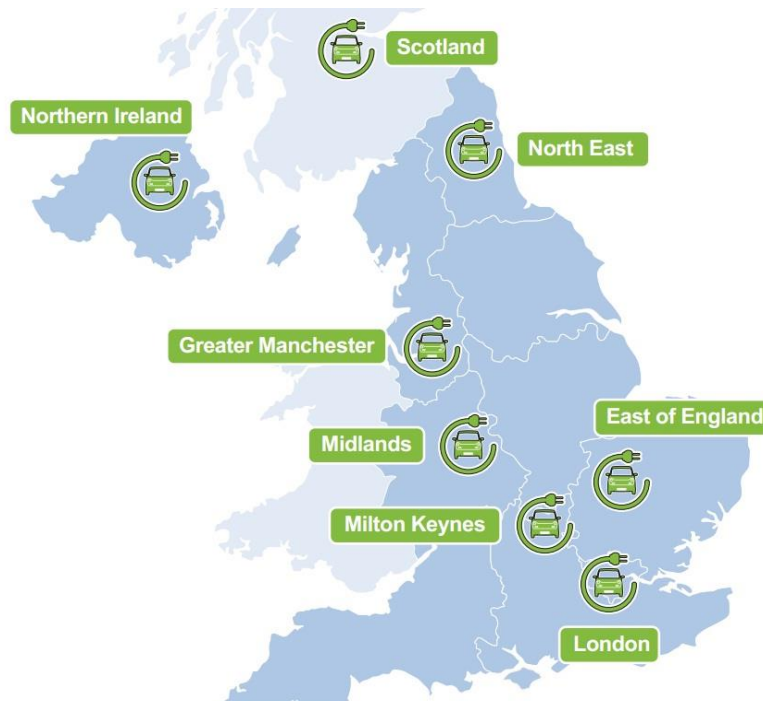 Scotland
Northern Ireland
North East
Greater Manchester
East of England
Midlands
Milton Keynes
London